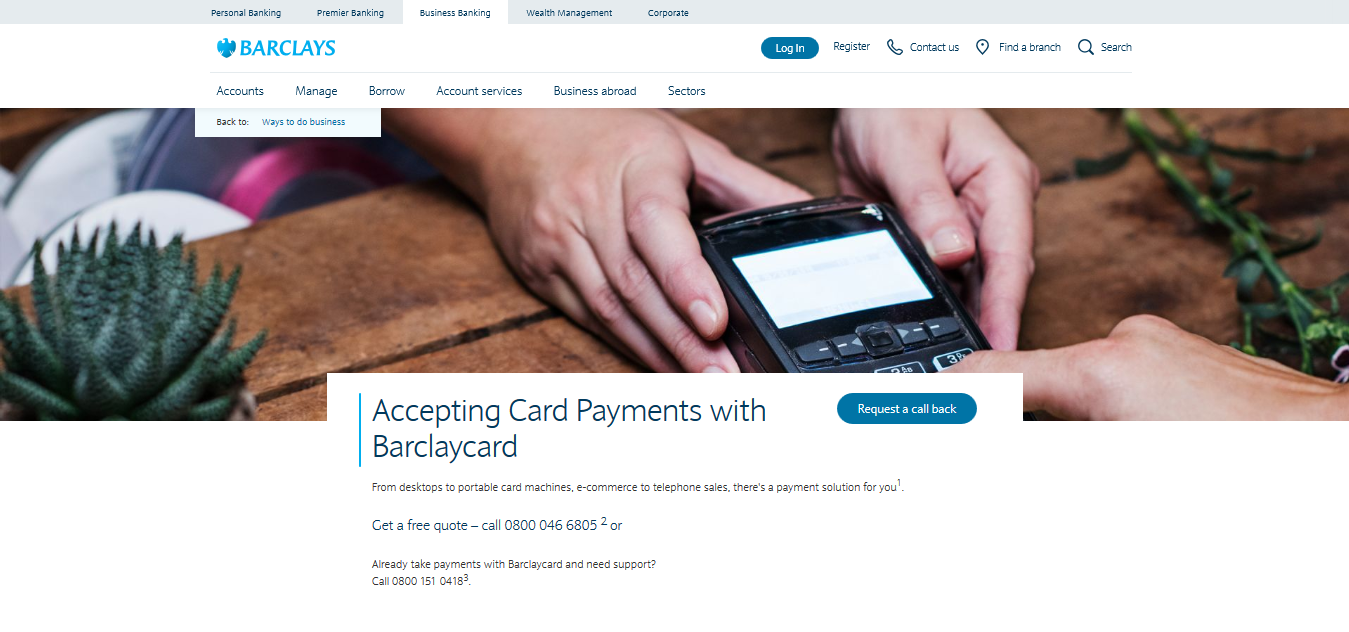 Personal Banking Premier Banking Business Banking Wealth Management Corporate
BARCLAYS
Log In Register Contact us Find a branch Search
Accounts Manage Borrow Account services Business abroad Sectors
Back to: Ways to do business
3
Accepting Card Payments with
Barclaycard
Request a call back
From desktops to portable card machines, e-commerce to telephone sales, there's a payment solution for you1.
Get a free quote – call 0800 046 6805 2 or
Already take payments with Barclaycard and need support?
Call 0800 151 04183.